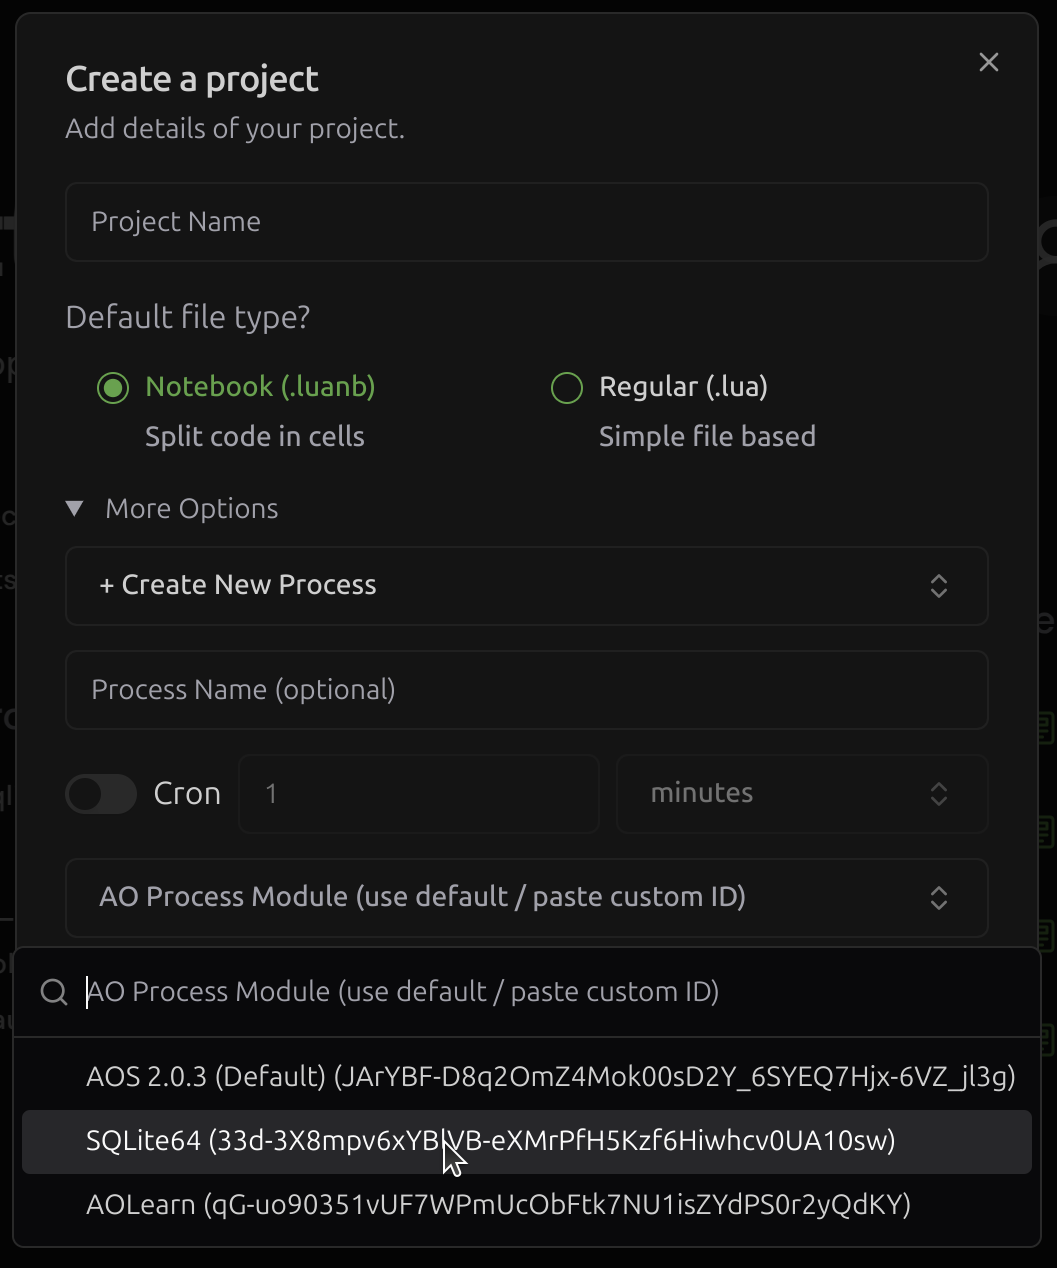 Create a project
Add details of your project.
Project Name
Default file type?
Notebook (.luanb)
Regular (.lua)
Split code in cells
Simple file based
More Options
+ Create New Process
Process Name (optional)
Cron
1
minutes
AO Process Module (use default / paste custom ID)
AO Process Module (use default / paste custom ID)
AOS 2.0.3 (Default) (JArYBF-D8q2OmZ4Mok00sD2Y_6SYEQ7Hjx-6VZ_jl3g)
SQLite64 (33d-3X8mpv6xYBlVB-eXMrPfH5Kzf6Hiwhcv0UA10sw)
AOLearn (qG-uo90351vUF7WPmUcObFtk7NU1isZYdPS0r2yQdKY)